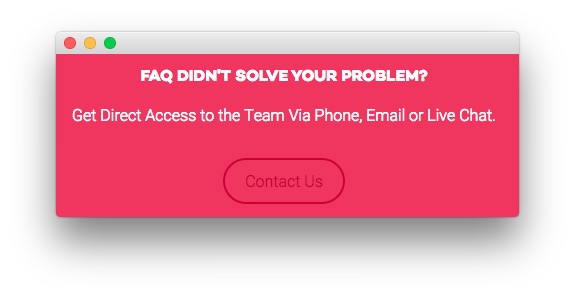 FAQ DIDN'T SOLVE YOUR PROBLEM?
Get Direct Access to the Team Via Phone, Email or Live Chat.
Contact Us